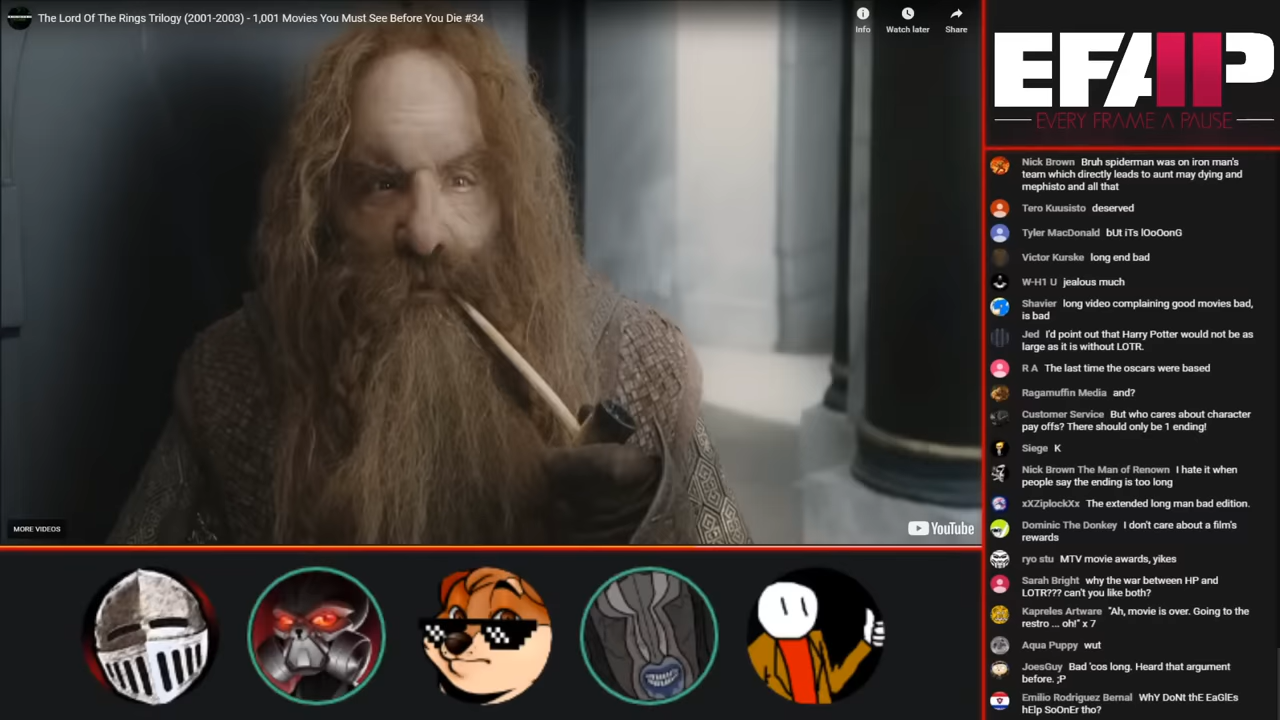 The Lord Of The Rings Trilogy (2001-2003) - 1,001 Movies You Must See Before You Die #34
Info
Watch later
Share
MORE VIDEOS
YouTube
EFAP
EVERY FRAME A PAUSE
Nick Brown Bruh spiderman was on iron man's
team which directly leads to aunt may dying and
mephisto and all that
Tero Kuusisto deserved
Tyler MacDonald bUt iTs lOoOonG
Victor Kurske long end bad
W-H1 U jealous much
Shavier long video complaining good movies bad,
is bad
Jed I'd point out that Harry Potter would not be as
large as it is without LOTR.
R A The last time the oscars were based
Ragamuffin Media and?
Customer Service But who cares about character
pay offs? There should only be 1 ending!
Siege K
Nick Brown The Man of Renown I hate it when
people say the ending is too long
xXZiplockXx The extended long man bad edition.
Dominic The Donkey I don't care about a film's
rewards
ryo stu MTV movie awards, yikes
Sarah Bright why the war between HP and
LOTR??? can't you like both?
Kapreles Artware "Ah, movie is over. Going to the
restro ... oh!" x 7
Aqua Puppy wut
JoesGuy Bad 'cos long. Heard that argument
before. ;P
Emilio Rodriguez Bernal WhY DoNt thE EaGlEs
hElp SoOnEr tho?